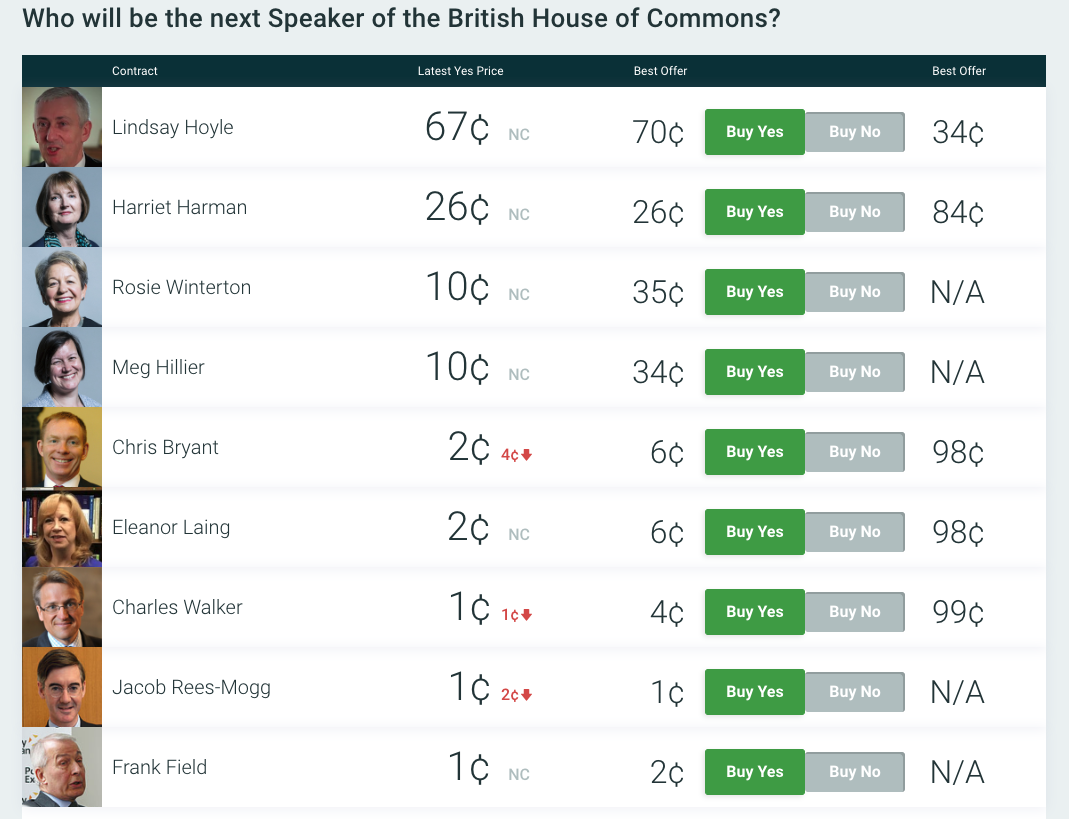 Who will be the next Speaker of the British House of Commons?
Contract Latest Yes Price Best Offer Best Offer
Lindsay Hoyle 67¢ NC 70¢ Buy Yes Buy No 34¢
Harriet Harman 26¢ NC 26¢ Buy Yes Buy No 84¢
Rosie Winterton 10¢ NC 35¢ Buy Yes Buy No N/A
Meg Hillier 10¢ NC 34¢ Buy Yes Buy No N/A
Chris Bryant 2¢ 4¢ 6¢ Buy Yes Buy No 98¢
Eleanor Laing 2¢ NC 6¢ Buy Yes Buy No 98¢
Charles Walker 1¢ 1¢ 4¢ Buy Yes Buy No 99¢
Jacob Rees-Mogg 1¢ 2¢ 1¢ Buy Yes Buy No N/A
Frank Field 1¢ NC 2¢ Buy Yes Buy No N/A